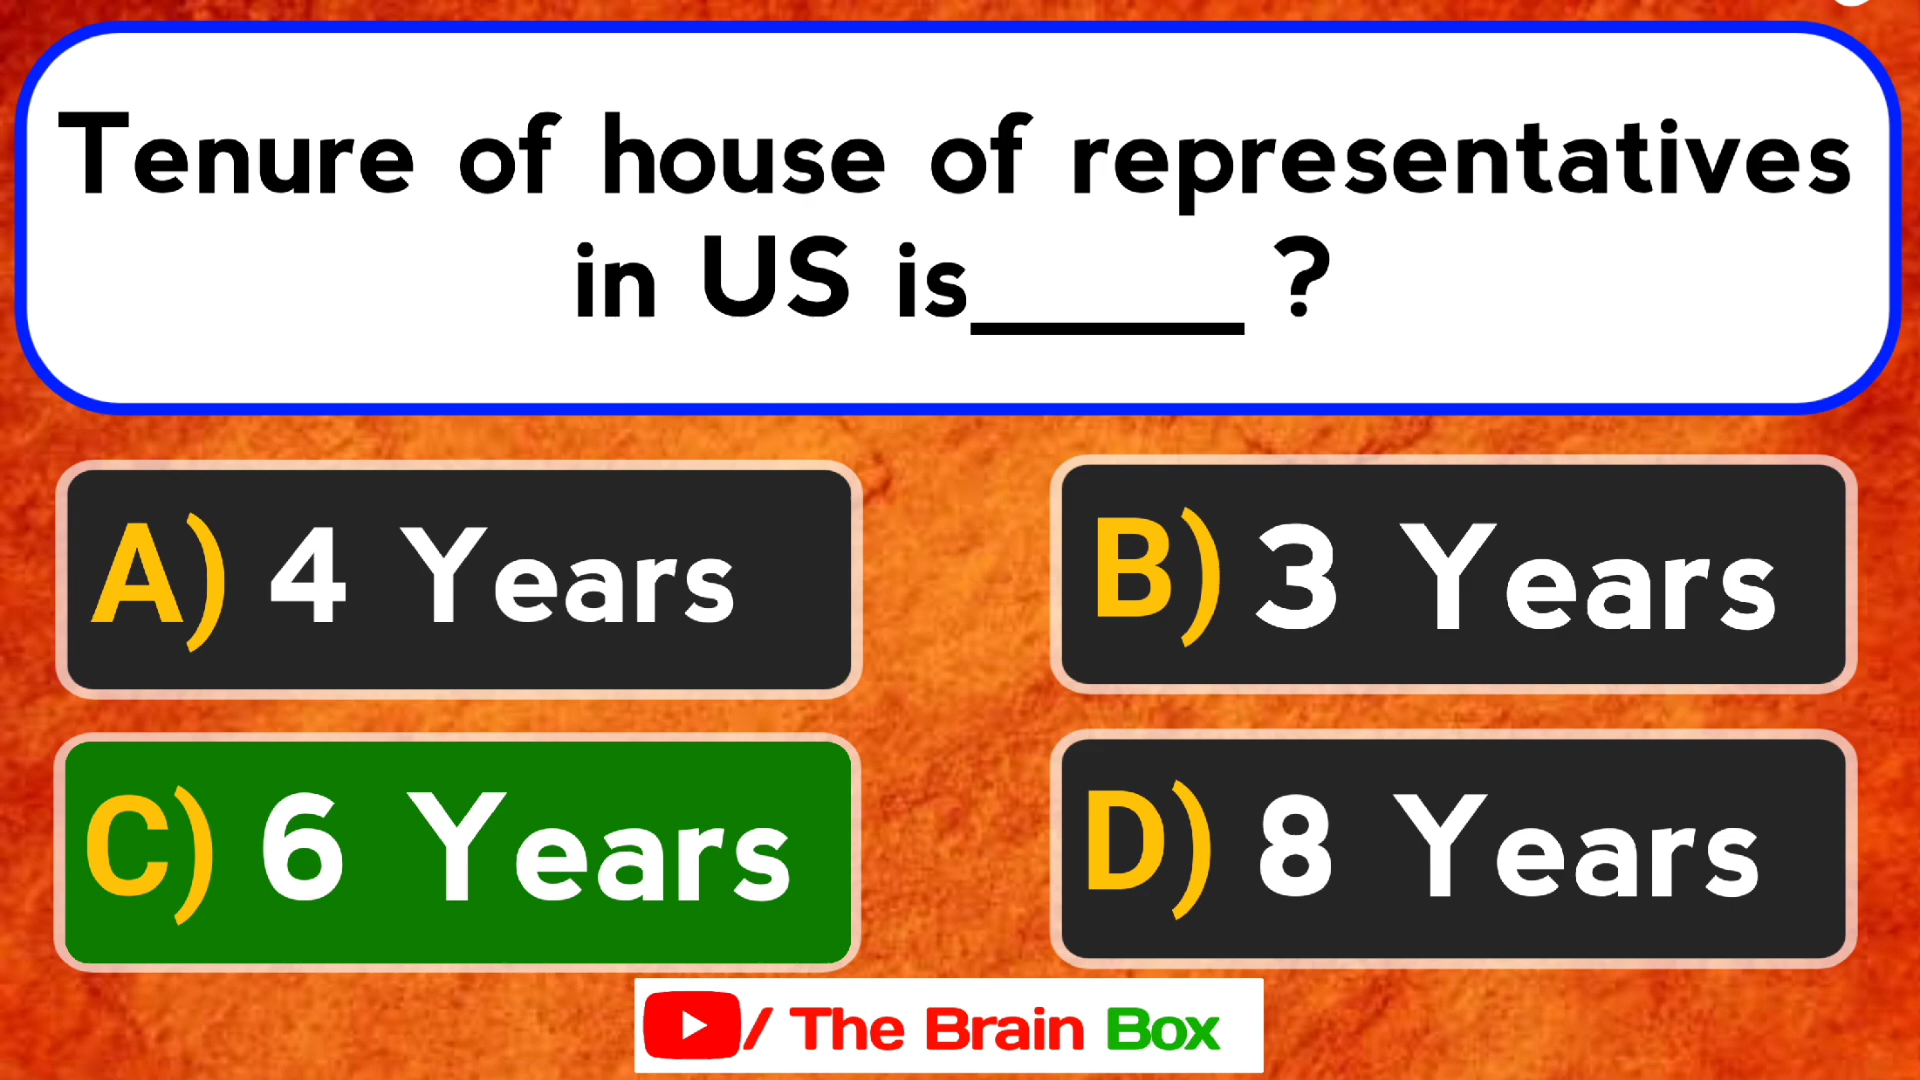 Tenure of house of representatives
in US is_____ ?
A) 4 Years
B) 3 Years
C) 6 Years
D) 8 Years
/ The Brain Box